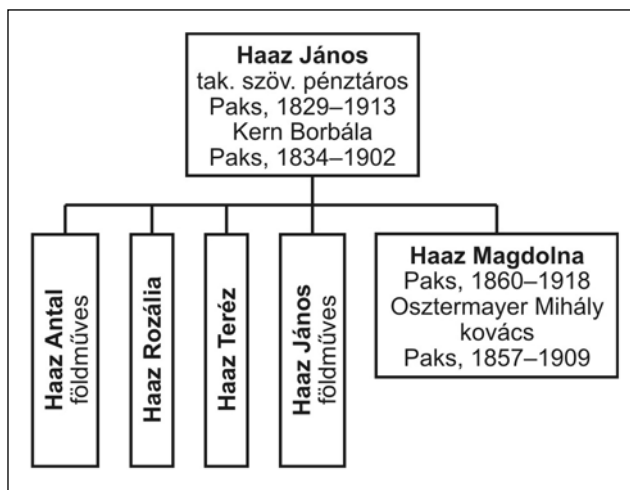 Haaz János
tak. szöv. pénztáros
Paks, 1829–1913
Kern Borbála
Paks, 1834–1902
Haaz Antal
földműves
Haaz Rozália
Haaz Teréz
Haaz János
földműves
Haaz Magdolna
Paks, 1860–1918
Osztermayer Mihály
kovács
Paks, 1857–1909